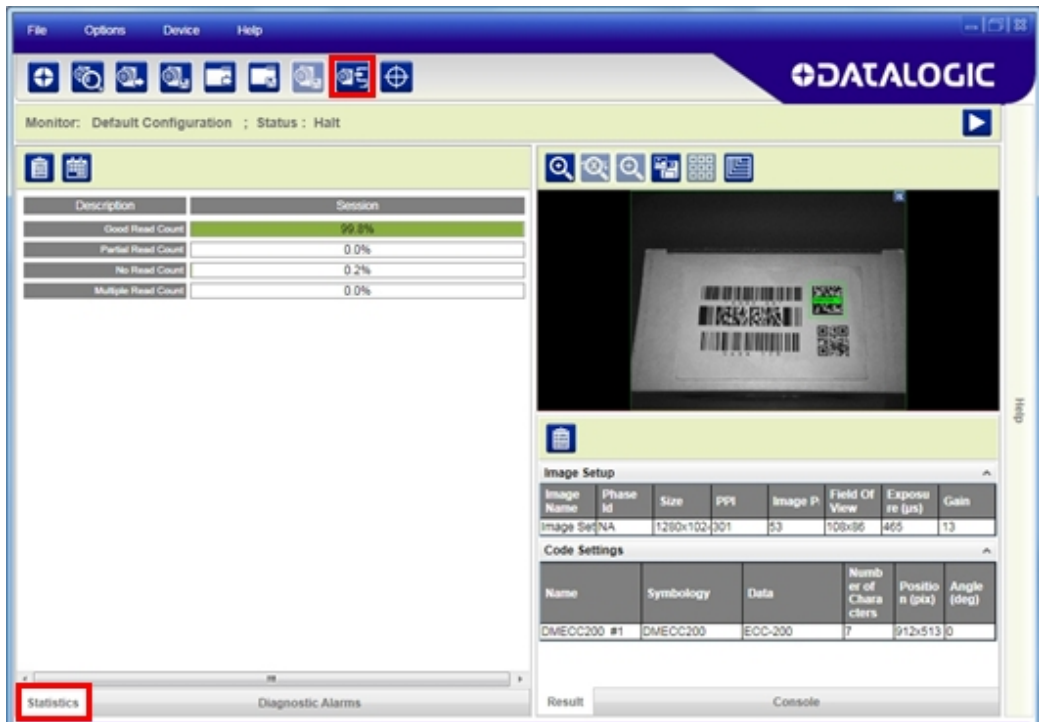 File Options Device Help
DATALOGIC
Monitor: Default Configuration ; Status : Halt
Description Session
Good Read Count 99.8%
Partial Read Count 0.0%
No Read Count 0.2%
Multiple Read Count 0.0%
Statistics Diagnostic Alarms
Image Setup
Image Name Phase Id Size PPI Image P Field Of View Exposure (µs) Gain
Image Set NA 1280x102 301 53 108x86 465 13
Code Settings
Name Symbology Data Number of Characters Position (pix) Angle (deg)
DMECC200 #1 DMECC200 ECC-200 7 912x513 0
Result Console
Help